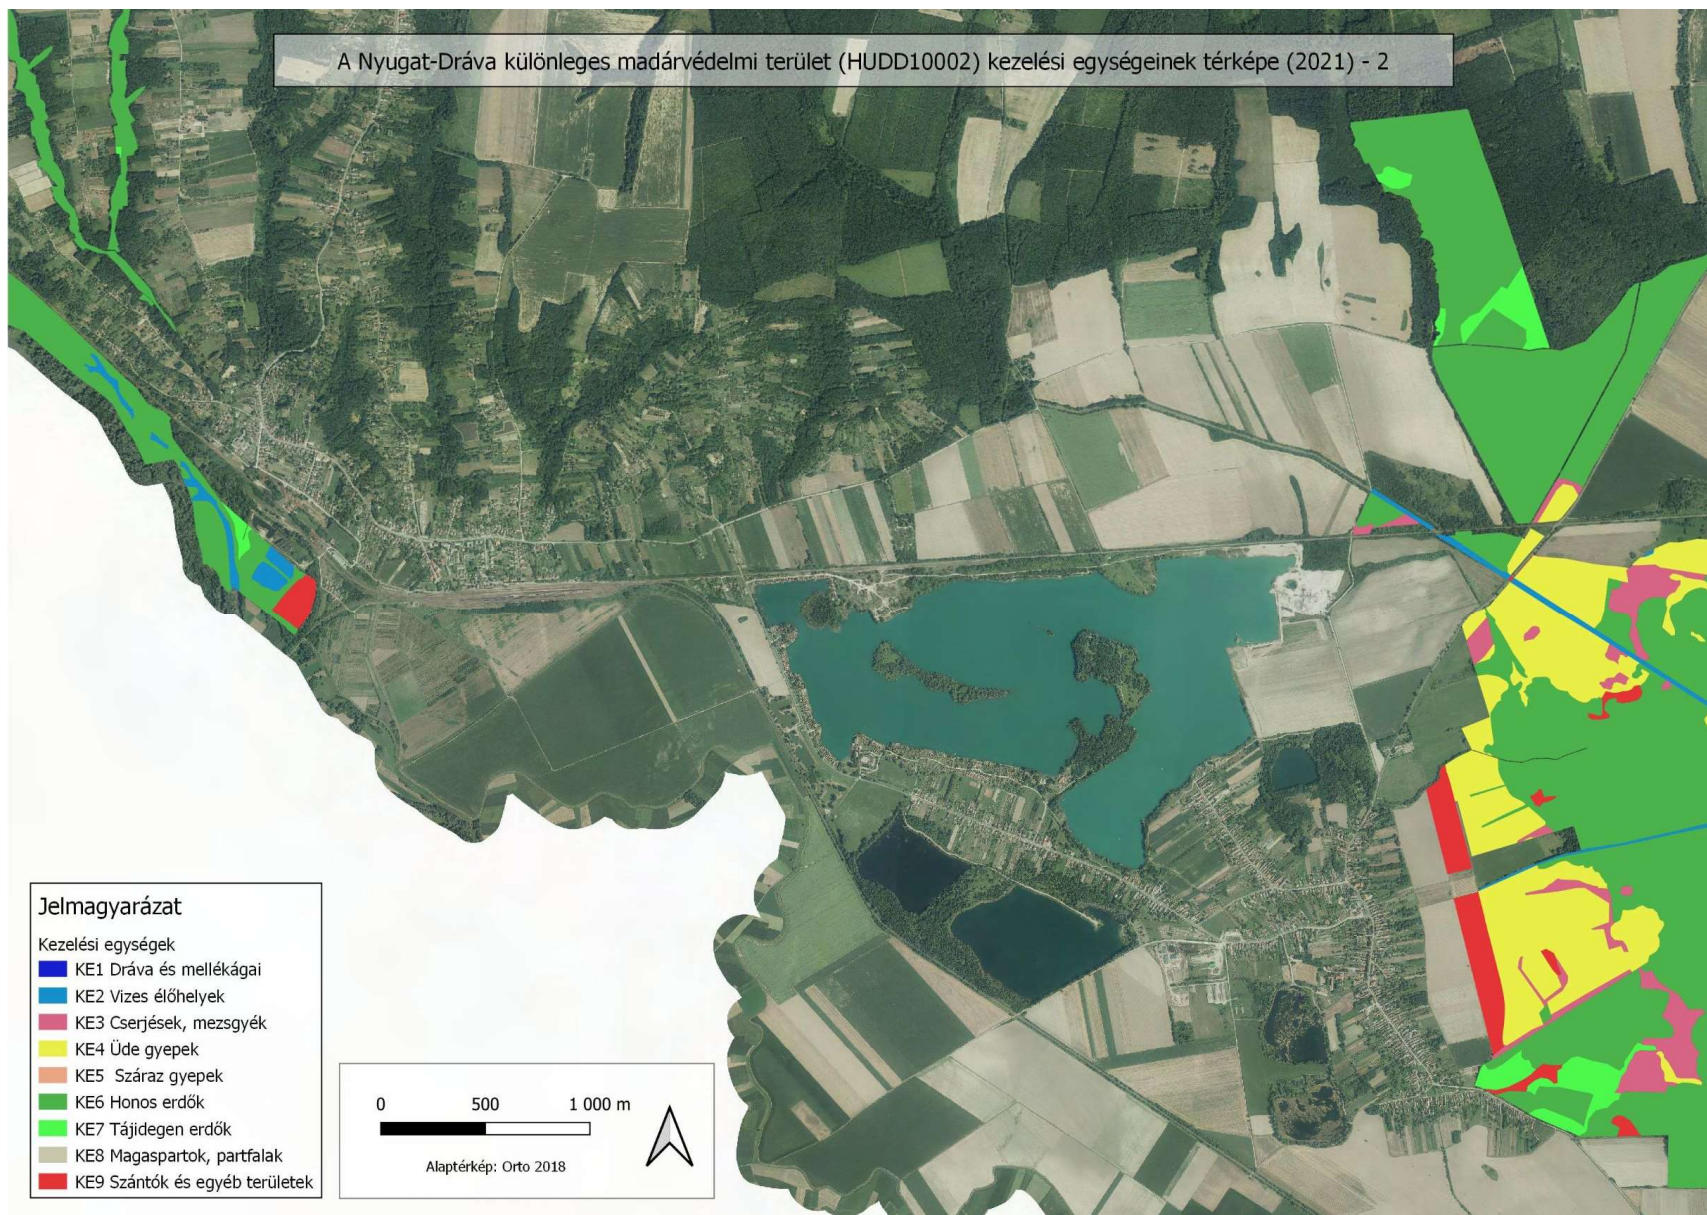 A Nyugat-Dráva különleges madárvédelmi terület (HUDD10002) kezelési egységeinek térképe (2021) - 2
Jelmagyarázat
Kezelési egységek
KE1 Dráva és mellékágai
KE2 Vizes élőhelyek
KE3 Cserjések, mezsgyék
KE4 Üde gyepek
KE5 Száraz gyepek
KE6 Honos erdők
KE7 Tájidegen erdők
KE8 Magaspartok, partfalak
KE9 Szántók és egyéb területek
0 500 1 000 m
Alaptérkép: Orto 2018